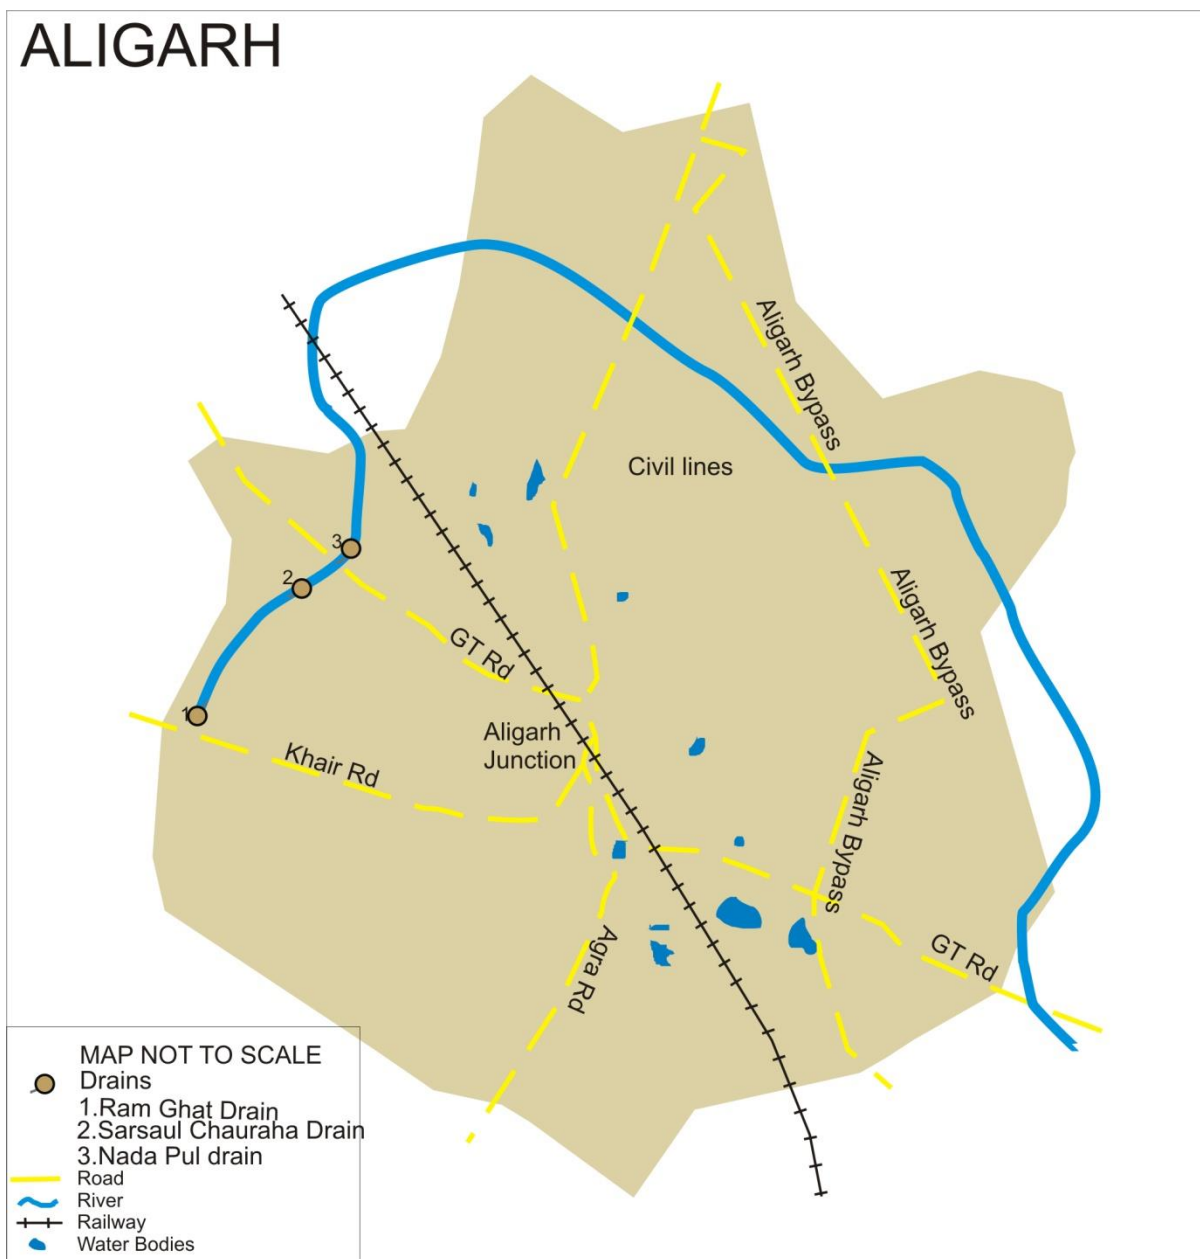 ALIGARH
Aligarh Bypass
Civil lines
3
2
Aligarh Bypass
GT Rd
1
Aligarh
Junction
Khair Rd
Aligarh Bypass
GT Rd
Agra Rd
MAP NOT TO SCALE
Drains
1.Ram Ghat Drain
2.Sarsaul Chauraha Drain
3.Nada Pul drain
Road
River
Railway
Water Bodies